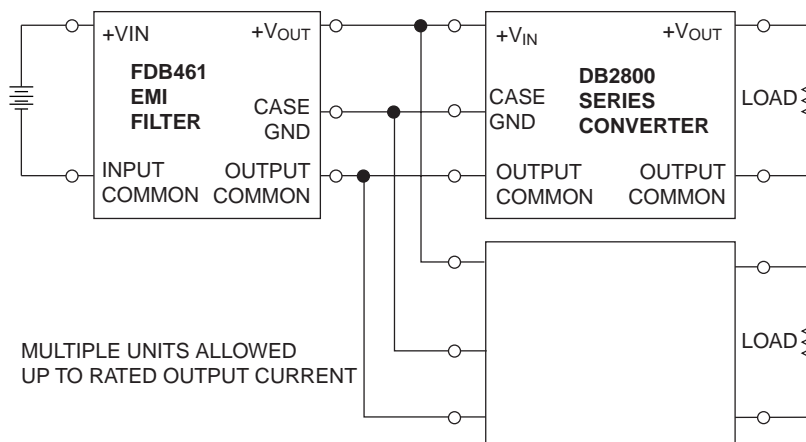 +VIN
+VOUT
FDB461
EMI
FILTER
CASE
GND
INPUT
COMMON
OUTPUT
COMMON
+VIN
+VOUT
DB2800
SERIES
CONVERTER
CASE
GND
OUTPUT
COMMON
OUTPUT
COMMON
LOAD
LOAD
MULTIPLE UNITS ALLOWED
UP TO RATED OUTPUT CURRENT